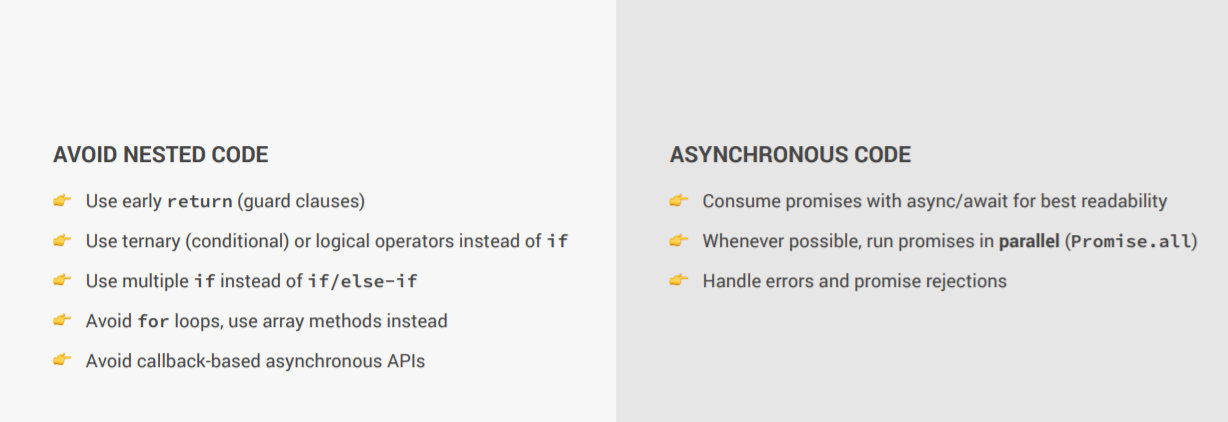 AVOID NESTED CODE
👉 Use early return (guard clauses)
👉 Use ternary (conditional) or logical operators instead of if
👉 Use multiple if instead of if/else-if
👉 Avoid for loops, use array methods instead
👉 Avoid callback-based asynchronous APIs
ASYNCHRONOUS CODE
👉 Consume promises with async/await for best readability
👉 Whenever possible, run promises in parallel (Promise.all)
👉 Handle errors and promise rejections